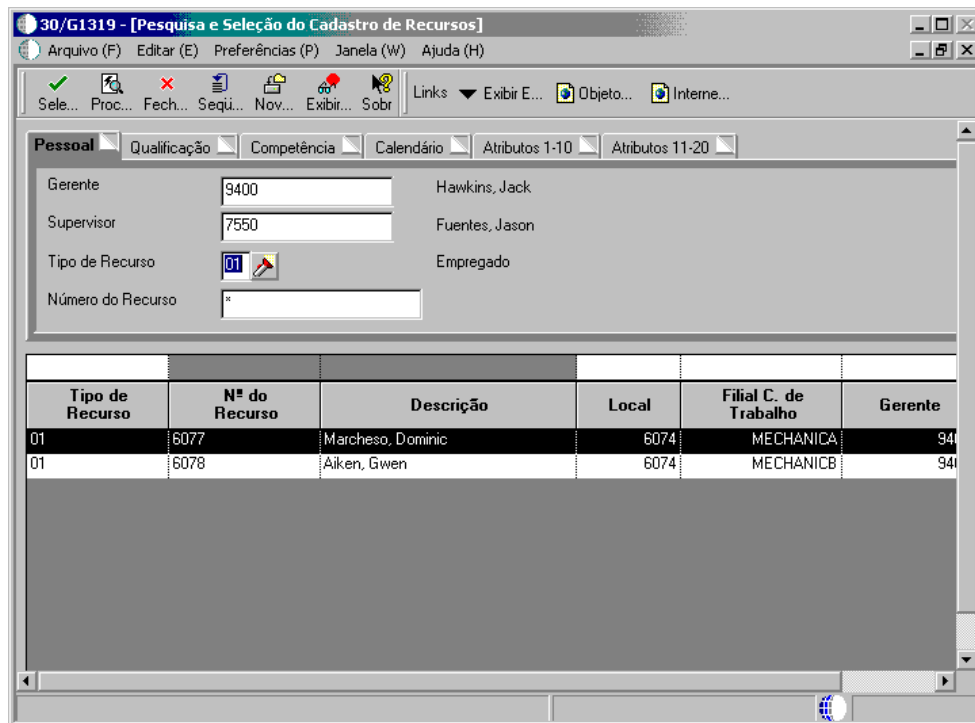 30/G1319 - [Pesquisa e Seleção do Cadastro de Recursos]
Arquivo (F) Editar (E) Preferências (P) Janela (W) Ajuda (H)
Sele... Proc... Fech... Seqü... Nov... Exibir... Sobr Links Exibir E... Objeto... Interne...
Pessoal Qualificação Competência Calendário Atributos 1-10 Atributos 11-20
Gerente 9400 Hawkins, Jack
Supervisor 7550 Fuentes, Jason
Tipo de Recurso 01 Empregado
Número do Recurso *
Tipo de Recurso Nº do Recurso Descrição Local Filial C. de Trabalho Gerente
01 6077 Marcheso, Dominic 6074 MECHANICA 940
01 6078 Aiken, Gwen 6074 MECHANICB 940